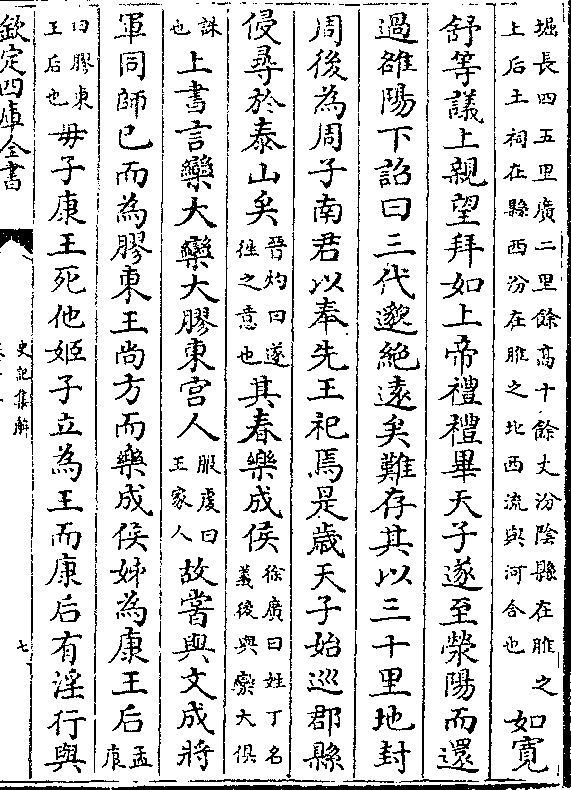 堀長四五里廣二里餘高十餘丈汾陰縣在脽之
上后土祠在縣西汾在脽之北西流與河合也
如寛
舒等議上親望拜如上帝禮禮畢天子遂至滎陽而還
過雒陽下詔曰三代邈絶遠矣難存其以三十里地封
周後為周子南君以奉先王祀焉是歲天子始巡郡縣
侵尋於泰山矣
晉灼曰遂
徃之意也
其春樂成侯
徐廣曰姓丁名
義後與欒大俱
誅
也
上書言欒大欒大膠東宫人
服虔曰
王家人
故嘗與文成將
軍同師已而為膠東王尚方而樂成侯姊為康王后
孟
康
曰膠東
王后也
毋子康王死他姬子立為王而康后有淫行與
欽定四庫全書
史記集解
七